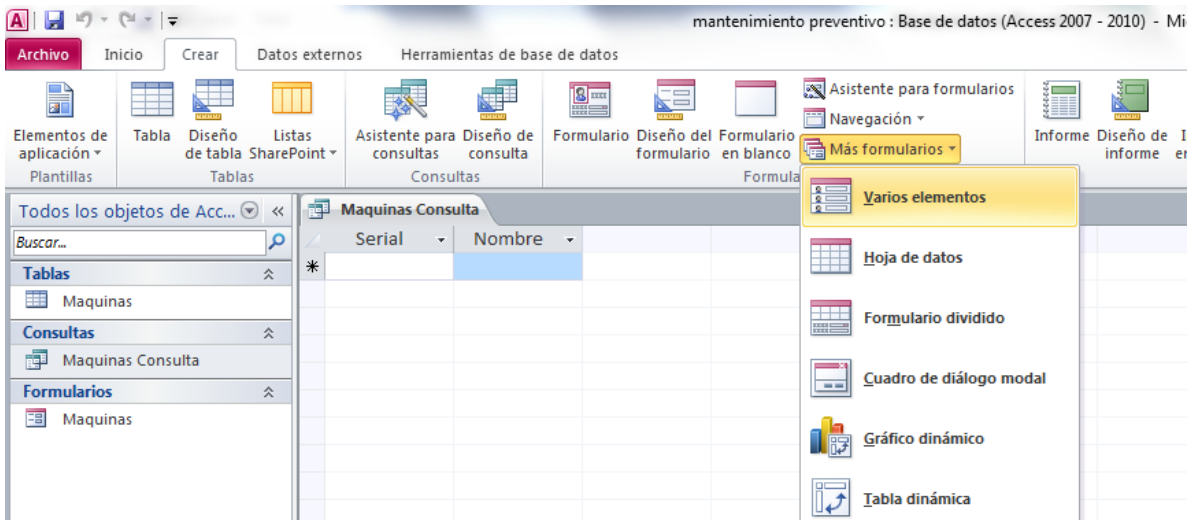 A
mantenimiento preventivo : Base de datos (Access 2007 - 2010) - Mi
Archivo Inicio Crear Datos externos Herramientas de base de datos
Elementos de aplicación
Tabla
Diseño de tabla
Listas SharePoint
Asistente para consultas
Diseño de consulta
Formulario
Diseño del formulario
Formulario en blanco
Asistente para formularios
Navegación
Más formularios
Informe
Diseño de informe
Plantillas Tablas Consultas Formula
Todos los objetos de Acc... «
Buscar...
Tablas
Maquinas
Consultas
Maquinas Consulta
Formularios
Maquinas
Maquinas Consulta
Serial Nombre
*
Varios elementos
Hoja de datos
Formulario dividido
Cuadro de diálogo modal
Gráfico dinámico
Tabla dinámica